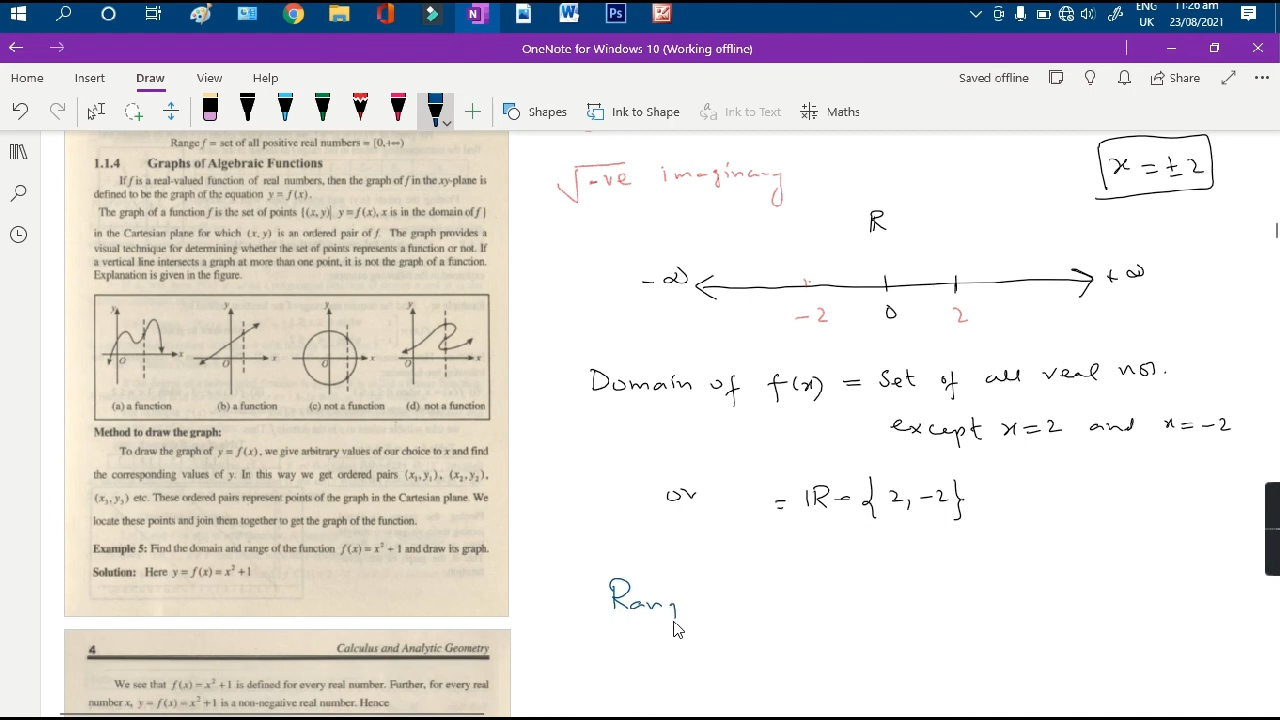 11:26 am
ENG
UK
23/08/2021
OneNote for Windows 10 (Working offline)
Home Insert Draw View Help
Saved offline
Share
Shapes
Ink to Shape
Ink to Text
Maths
Range f = set of all positive real numbers = [0,+∞)
1.1.4 Graphs of Algebraic Functions
If f is a real-valued function of real numbers, then the graph of f in the xy-plane is
defined to be the graph of the equation y = f(x).
The graph of a function f is the set of points {(x, y)| y = f(x), x is in the domain of f}
in the Cartesian plane for which (x, y) is an ordered pair of f. The graph provides a
visual technique for determining whether the set of points represents a function or not. If
a vertical line intersects a graph at more than one point, it is not the graph of a function.
Explanation is given in the figure.
y y y y
O x O x O x O x
(a) a function (b) a function (c) not a function (d) not a function
Method to draw the graph:
To draw the graph of y = f(x), we give arbitrary values of our choice to x and find
the corresponding values of y. In this way we get ordered pairs (x₁,y₁), (x₂,y₂),
(x₃,y₃) etc. These ordered pairs represent points of the graph in the Cartesian plane. We
locate these points and join them together to get the graph of the function.
Example 5: Find the domain and range of the function f(x) = x² + 1 and draw its graph.
Solution: Here y = f(x) = x² + 1
4 Calculus and Analytic Geometry
We see that f(x) = x² + 1 is defined for every real number. Further, for every real
number x, y = f(x) = x² + 1 is a non-negative real number. Hence
√-ve imaginary
x = ±2
R
-∞ +∞
-2 0 2
Domain of f(x) = Set of all real nos.
except x=2 and x=-2
or = R - {2, -2}
Rang